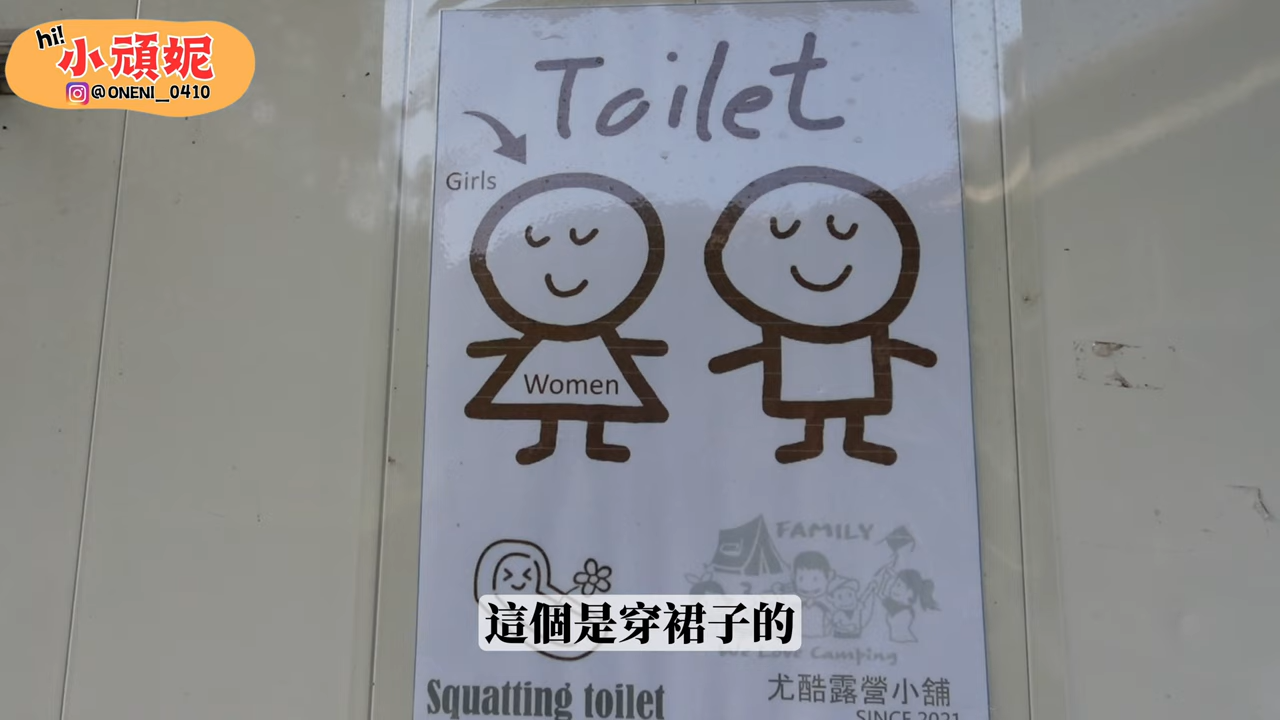 hi!
小頑妮
@ONENI_0410
Toilet
Girls
Women
FAMILY
這個是穿裙子的
We Love Camping
Squatting toilet
尤酷露營小舖
SINCE 2021